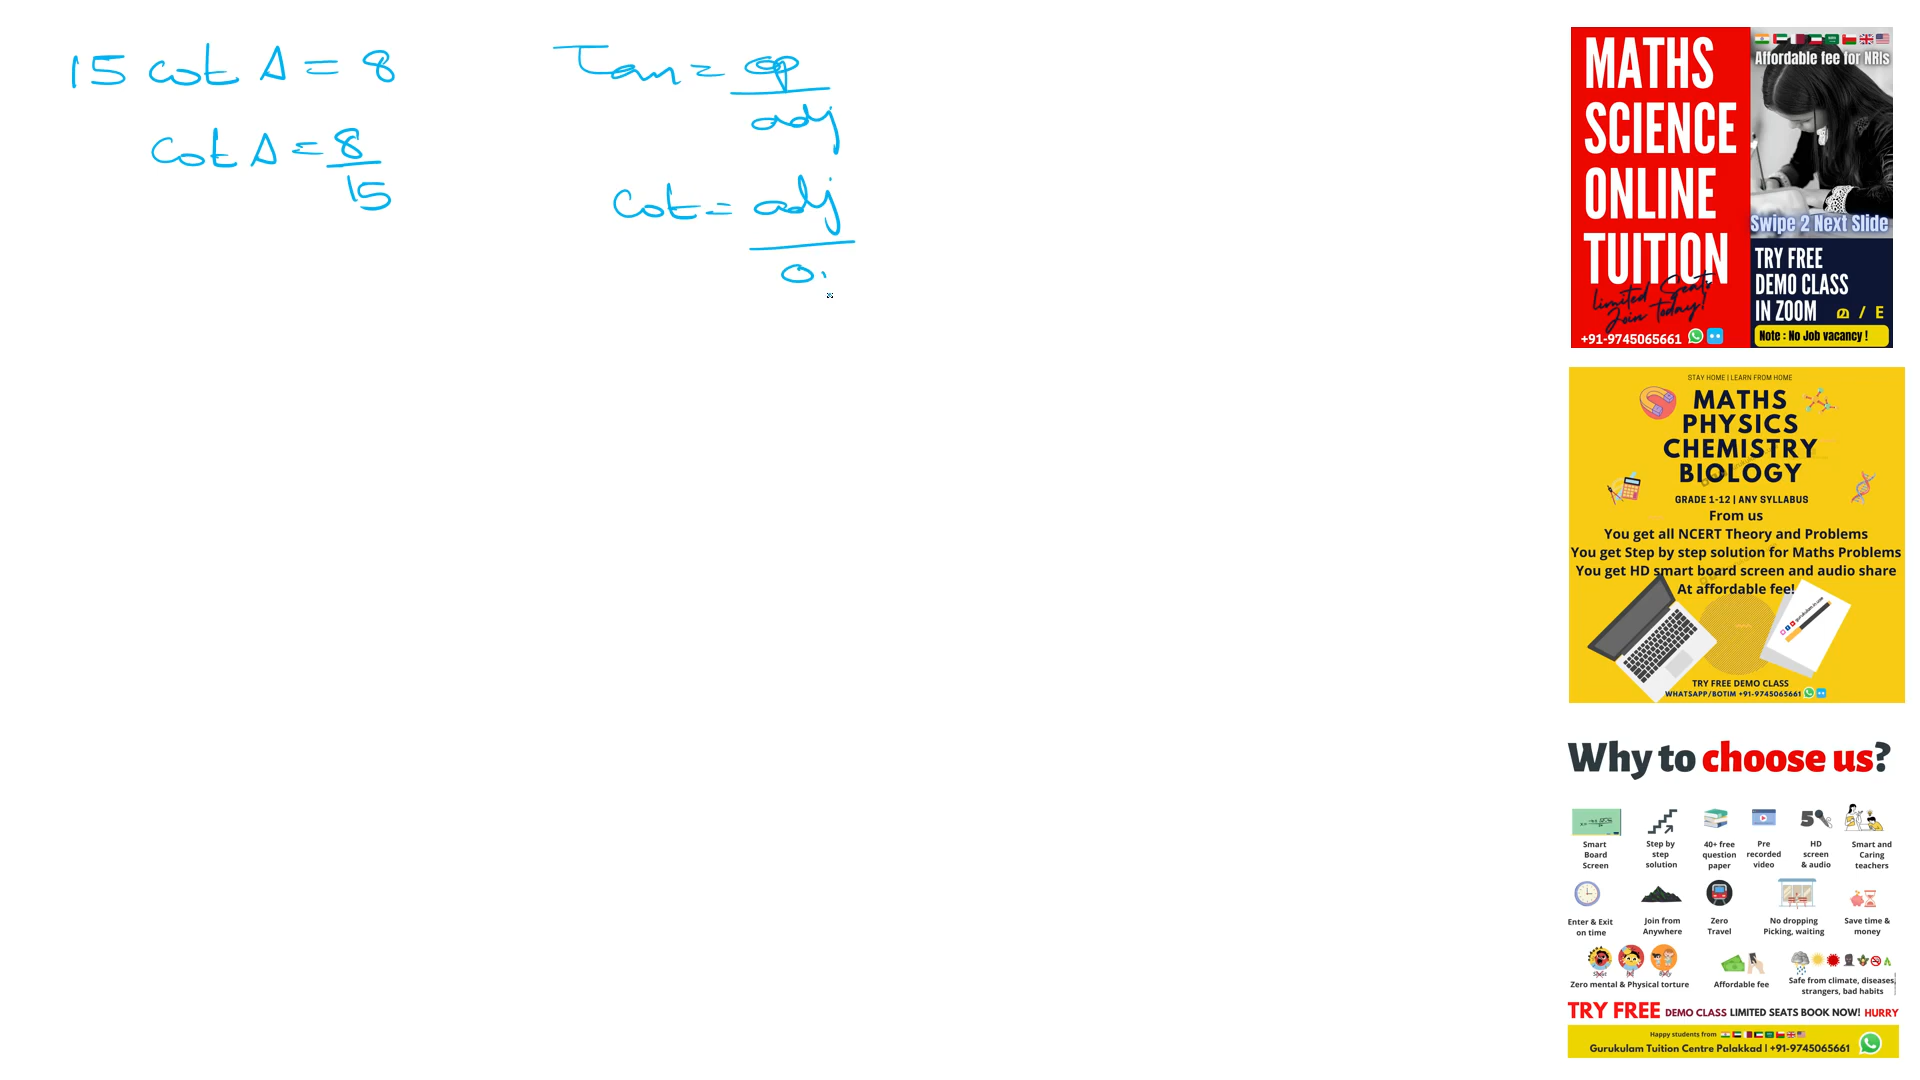 15 cot A = 8
cot A = 8
15
Tan = op
adj
cot = adj
o
MATHS
SCIENCE
ONLINE
TUITION
Limited Seats
Join Today!
+91-9745065661
Affordable fee for NRIs
Swipe 2 Next Slide
TRY FREE
DEMO CLASS
IN ZOOM
മ / E
Note : No Job vacancy !
STAY HOME | LEARN FROM HOME
MATHS
PHYSICS
CHEMISTRY
BIOLOGY
GRADE 1-12 | ANY SYLLABUS
From us
You get all NCERT Theory and Problems
You get Step by step solution for Maths Problems
You get HD smart board screen and audio share
At affordable fee!
TRY FREE DEMO CLASS
WHATSAPP/BOTIM +91-9745065661
Why to choose us?
Smart
Board
Screen
Step by
step
solution
40+ free
question
paper
Pre
recorded
video
HD
screen
& audio
Smart and
Caring
teachers
Enter & Exit
on time
Join from
Anywhere
Zero
Travel
No dropping
Picking, waiting
Save time &
money
Zero mental & Physical torture
Affordable fee
Safe from climate, diseases,
strangers, bad habits
TRY FREE DEMO CLASS LIMITED SEATS BOOK NOW! HURRY
Happy students from
Gurukulam Tuition Centre Palakkad | +91-9745065661